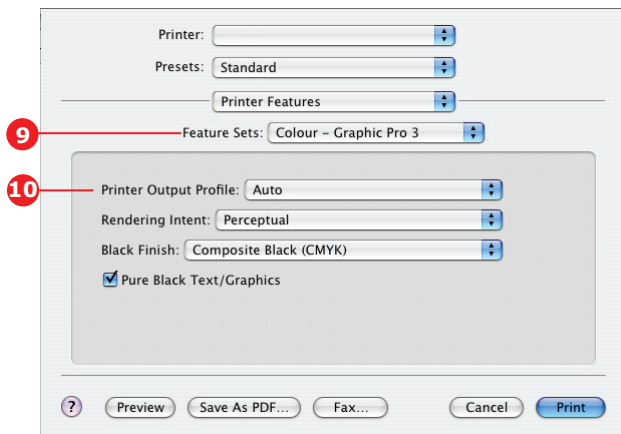 Printer:
Presets: Standard
Printer Features
9 Feature Sets: Colour – Graphic Pro 3
10 Printer Output Profile: Auto
Rendering Intent: Perceptual
Black Finish: Composite Black (CMYK)
Pure Black Text/Graphics
? Preview Save As PDF... Fax... Cancel Print